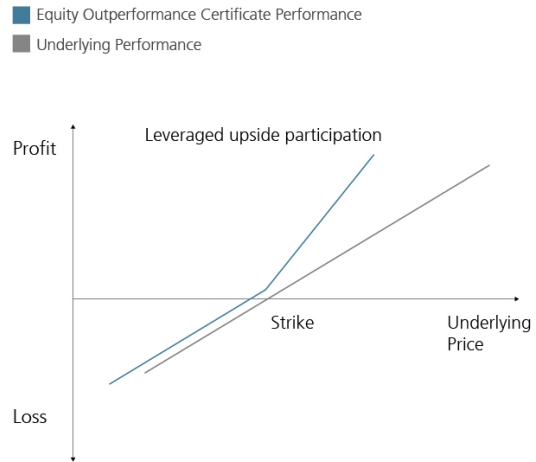 Equity Outperformance Certificate Performance
Underlying Performance
Leveraged upside participation
Profit
Strike
Underlying
Price
Loss